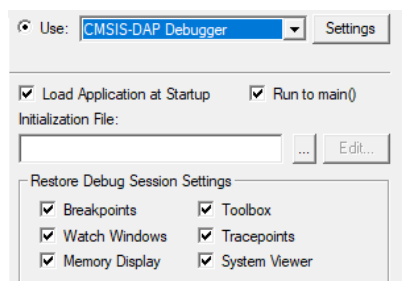 Use: CMSIS-DAP Debugger Settings
Load Application at Startup Run to main()
Initialization File:
... Edit...
Restore Debug Session Settings
Breakpoints Toolbox
Watch Windows Tracepoints
Memory Display System Viewer